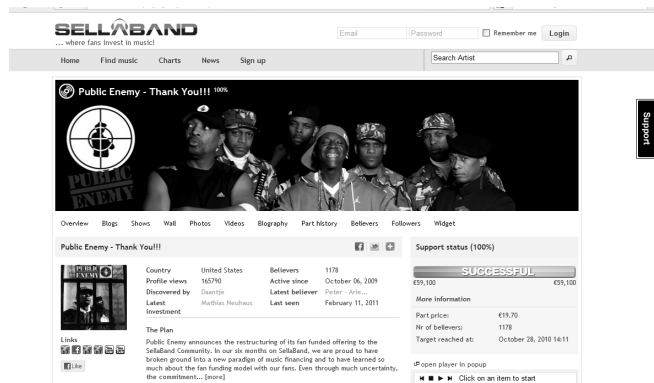 SELLABAND
... where fans invest in music!
Email Password Remember me Login
Home Find music Charts News Sign up Search Artist
Public Enemy - Thank You!!! 100%
PUBLIC
ENEMY
Support
Overview Blogs Shows Wall Photos Videos Biography Part history Believers Followers Widget
Public Enemy - Thank You!!!
Support status (100%)
PUBLIC
ENEMY
Country United States Believers 1178
Profile views 165790 Active since October 06, 2009
Discovered by Daantje Latest believer Peter - Arie...
Latest investment Mathias Neuhaus Last seen February 11, 2011
SUCCESSFUL
€59,100 €59,100
More information
Part price: €19.70
Nr of believers: 1178
Target reached at: October 28, 2010 14:11
Links
Like
The Plan
Public Enemy announces the restructuring of its fan funded offering to the
SellaBand Community. In our six months on SellaBand, we are proud to have
broken ground into a new paradigm of music financing and to have learned so
much about the fan funding model with our fans. Even through much uncertainty,
the commitment... [more]
open player in popup
Click on an item to start